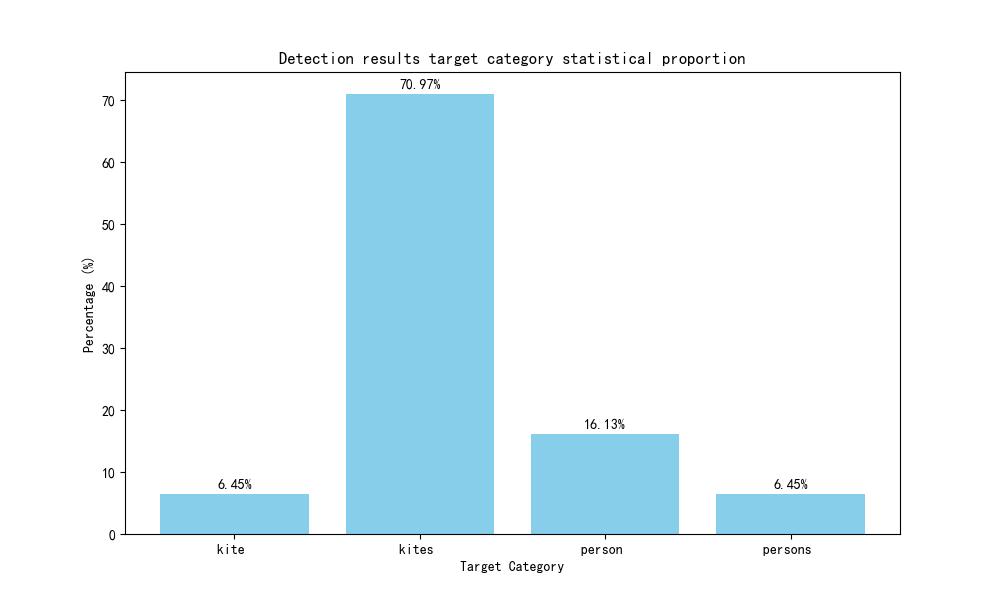 Detection results target category statistical proportion
70.97%
16.13%
6.45%
6.45%
70
60
50
40
30
20
10
0
Percentage (%)
kite
kites
person
persons
Target Category